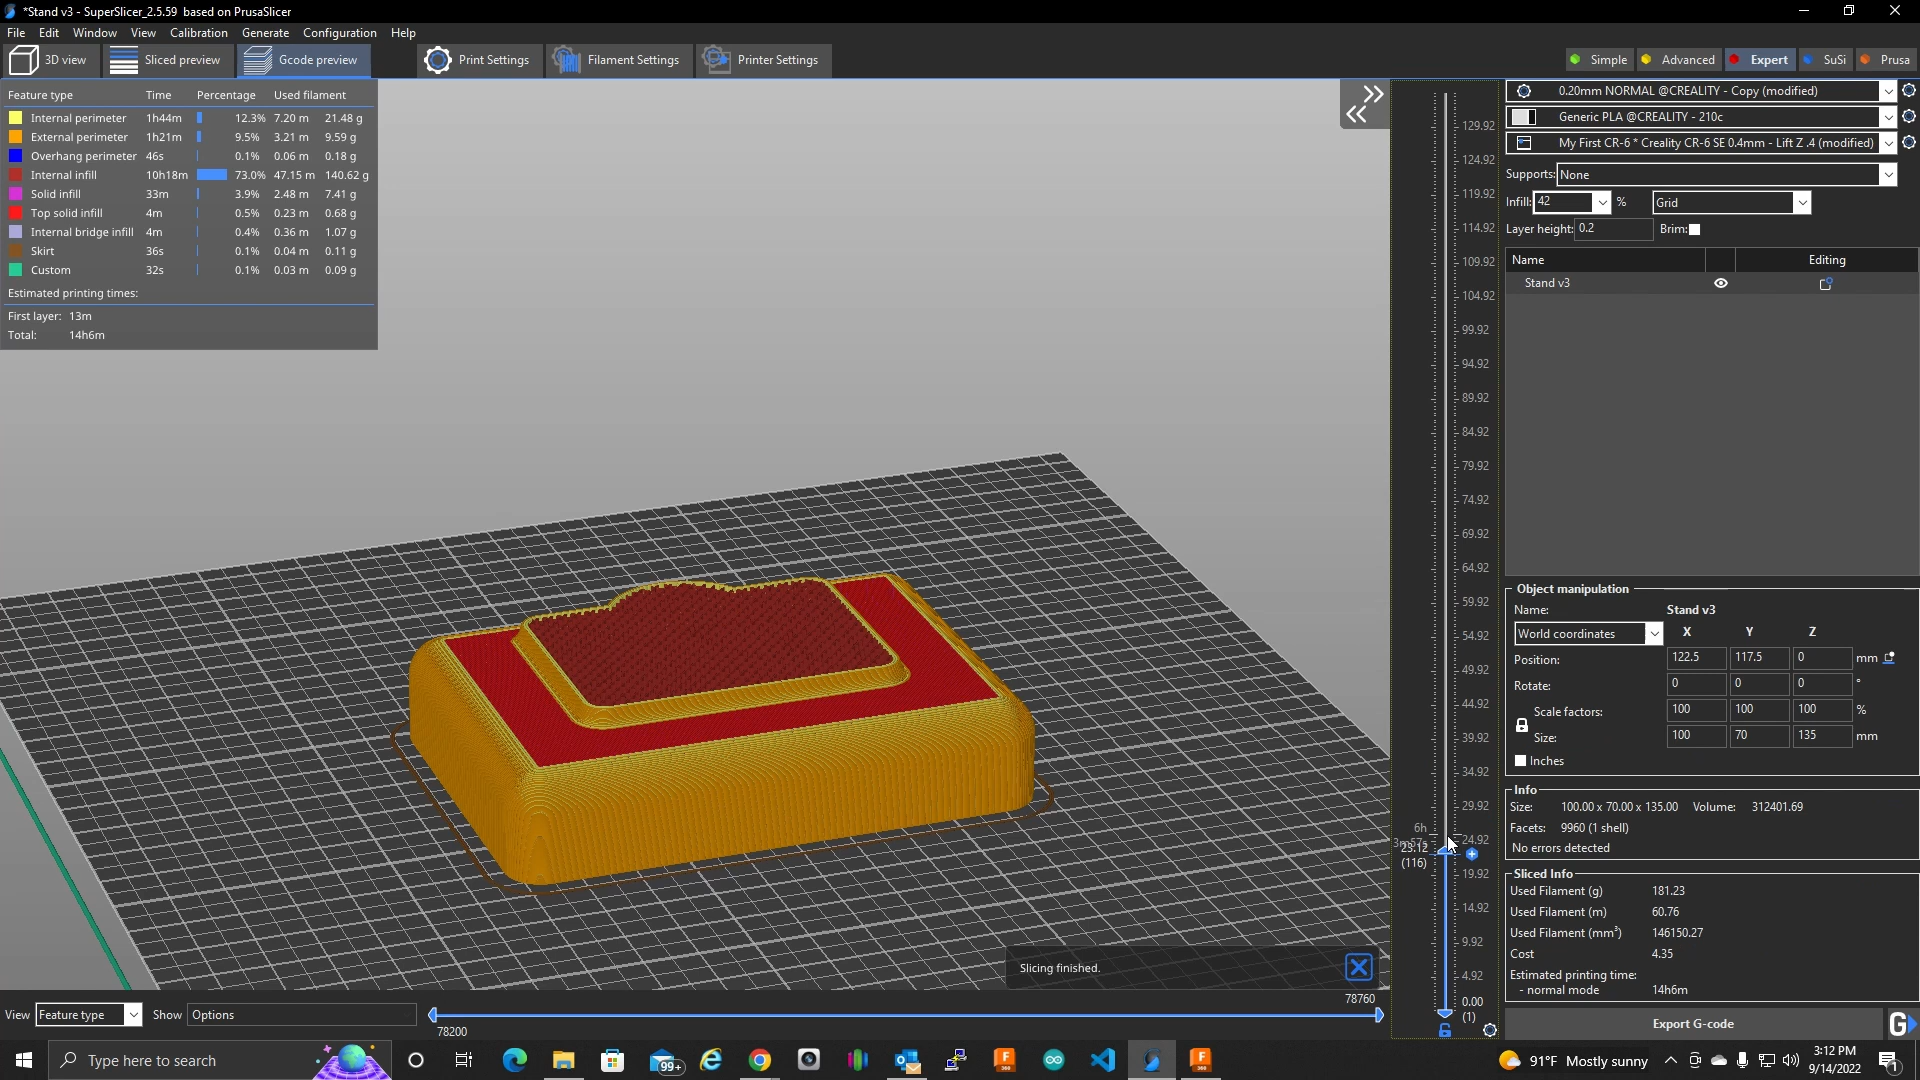 *Stand v3 - SuperSlicer_2.5.59 based on PrusaSlicer
File Edit Window View Calibration Generate Configuration Help
3D view Sliced preview Gcode preview Print Settings Filament Settings Printer Settings Simple Advanced Expert SuSi Prusa
Feature type Time Percentage Used filament
Internal perimeter 1h44m 12.3% 7.20 m 21.48 g
External perimeter 1h21m 9.5% 3.21 m 9.59 g
Overhang perimeter 46s 0.1% 0.06 m 0.18 g
Internal infill 10h18m 73.0% 47.15 m 140.62 g
Solid infill 33m 3.9% 2.48 m 7.41 g
Top solid infill 4m 0.5% 0.23 m 0.68 g
Internal bridge infill 4m 0.4% 0.36 m 1.07 g
Skirt 36s 0.1% 0.04 m 0.11 g
Custom 32s 0.1% 0.03 m 0.09 g
Estimated printing times:
First layer: 13m
Total: 14h6m
129.92
124.92
119.92
114.92
109.92
104.92
99.92
94.92
89.92
84.92
79.92
74.92
69.92
64.92
59.92
54.92
49.92
44.92
39.92
34.92
29.92
24.92
19.92
14.92
9.92
4.92
0.00
(1)
6h
23.12
(116)
0.20mm NORMAL @CREALITY - Copy (modified)
Generic PLA @CREALITY - 210c
My First CR-6 * Creality CR-6 SE 0.4mm - Lift Z .4 (modified)
Supports: None
Infill: 42 % Grid
Layer height: 0.2 Brim:
Name Editing
Stand v3
Object manipulation
Name: Stand v3
World coordinates X Y Z
Position: 122.5 117.5 0 mm
Rotate: 0 0 0 °
Scale factors: 100 100 100 %
Size: 100 70 135 mm
Inches
Info
Size: 100.00 x 70.00 x 135.00 Volume: 312401.69
Facets: 9960 (1 shell)
No errors detected
Sliced Info
Used Filament (g) 181.23
Used Filament (m) 60.76
Used Filament (mm³) 146150.27
Cost 4.35
Estimated printing time:
- normal mode 14h6m
Export G-code
G
Slicing finished.
View Feature type Show Options
78760
78200
Type here to search
99+
91°F Mostly sunny
3:12 PM
9/14/2022
1